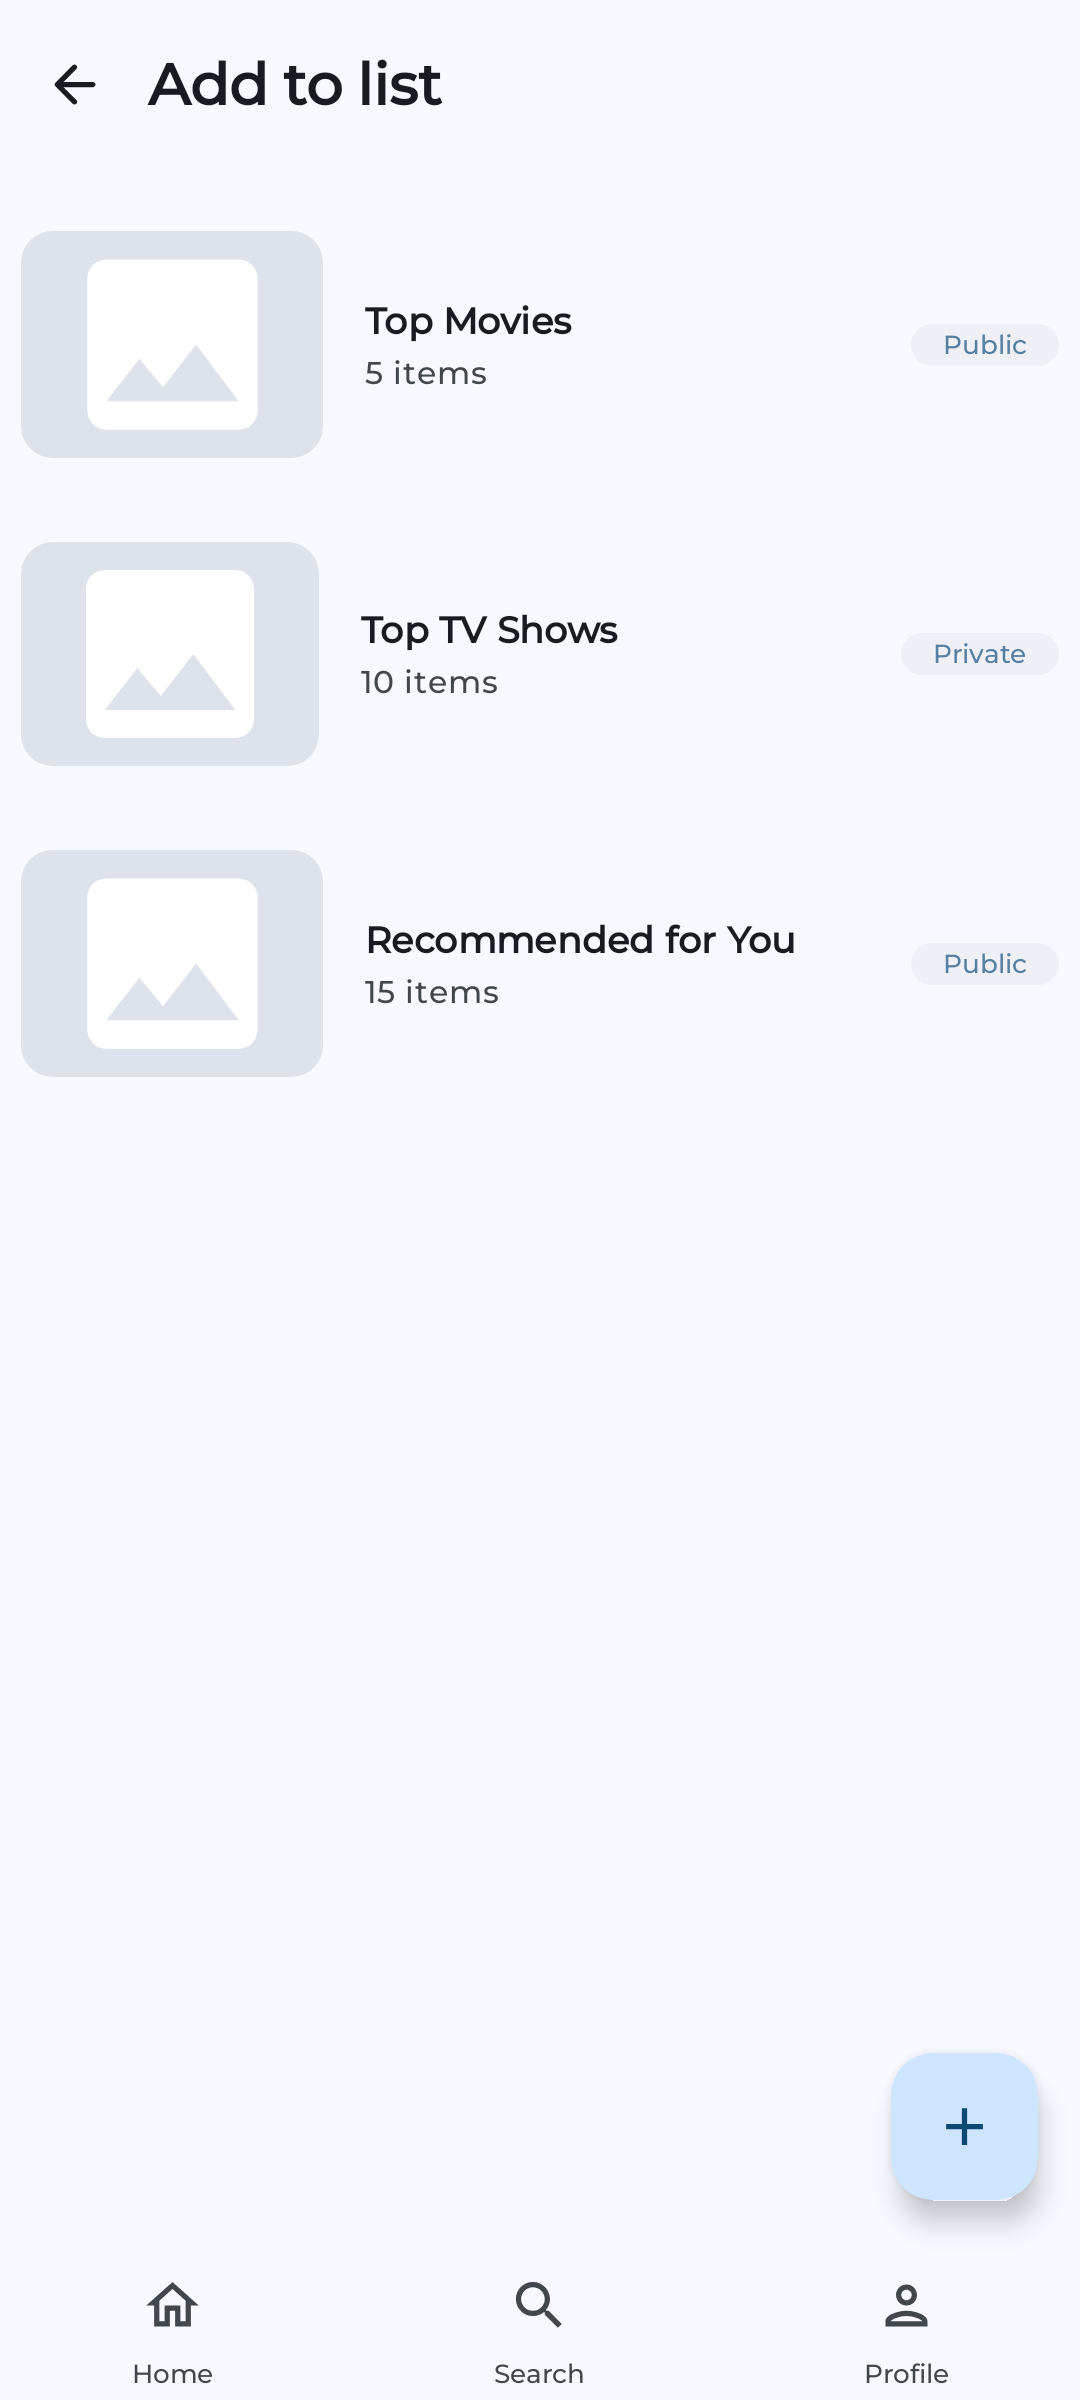 Add to list
Top Movies
5 items
Public
Top TV Shows
10 items
Private
Recommended for You
15 items
Public
Home
Search
Profile